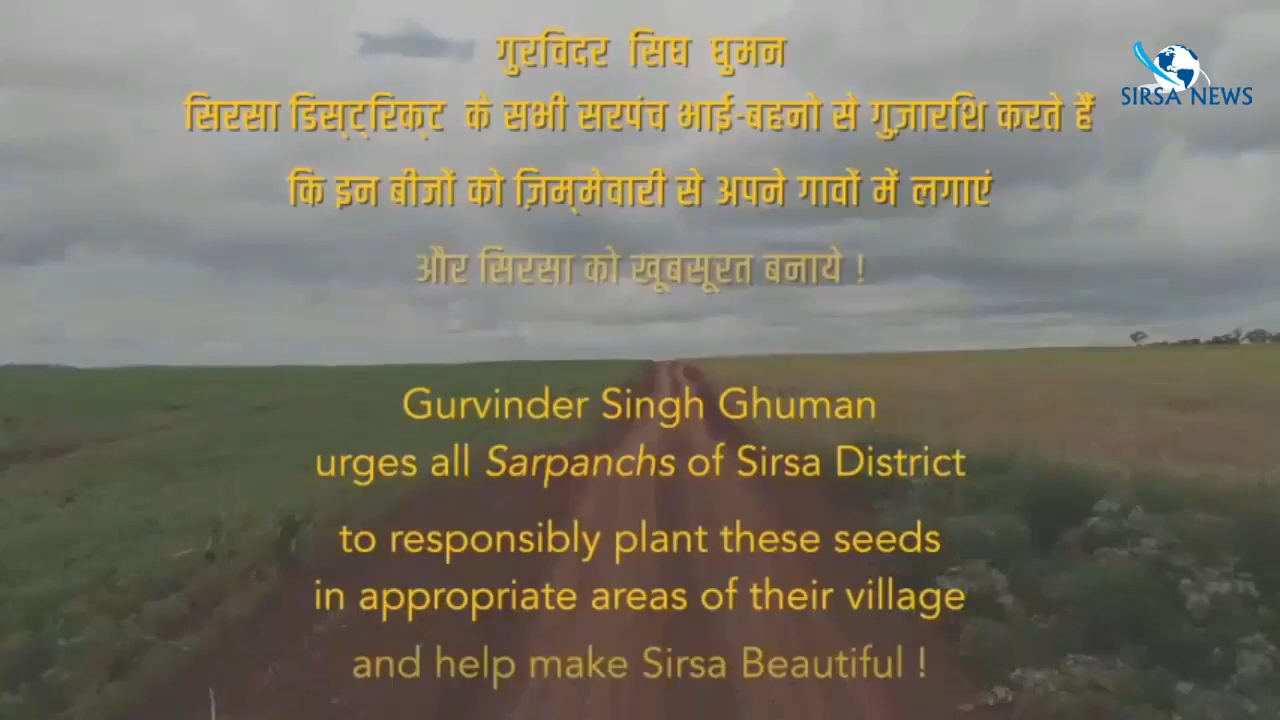 गुरविदर सिघ घुमन
SIRSA NEWS
सिरसा डिस्ट्रिक्ट के सभी सरपंच भाई-बहनो से गुज़ारशि करते हैं
कि इन बीजों को ज़िम्मेवारी से अपने गावों में लगाएं
और सिरसा को खूबसूरत बनाये !
Gurvinder Singh Ghuman
urges all Sarpanchs of Sirsa District
to responsibly plant these seeds
in appropriate areas of their village
and help make Sirsa Beautiful !